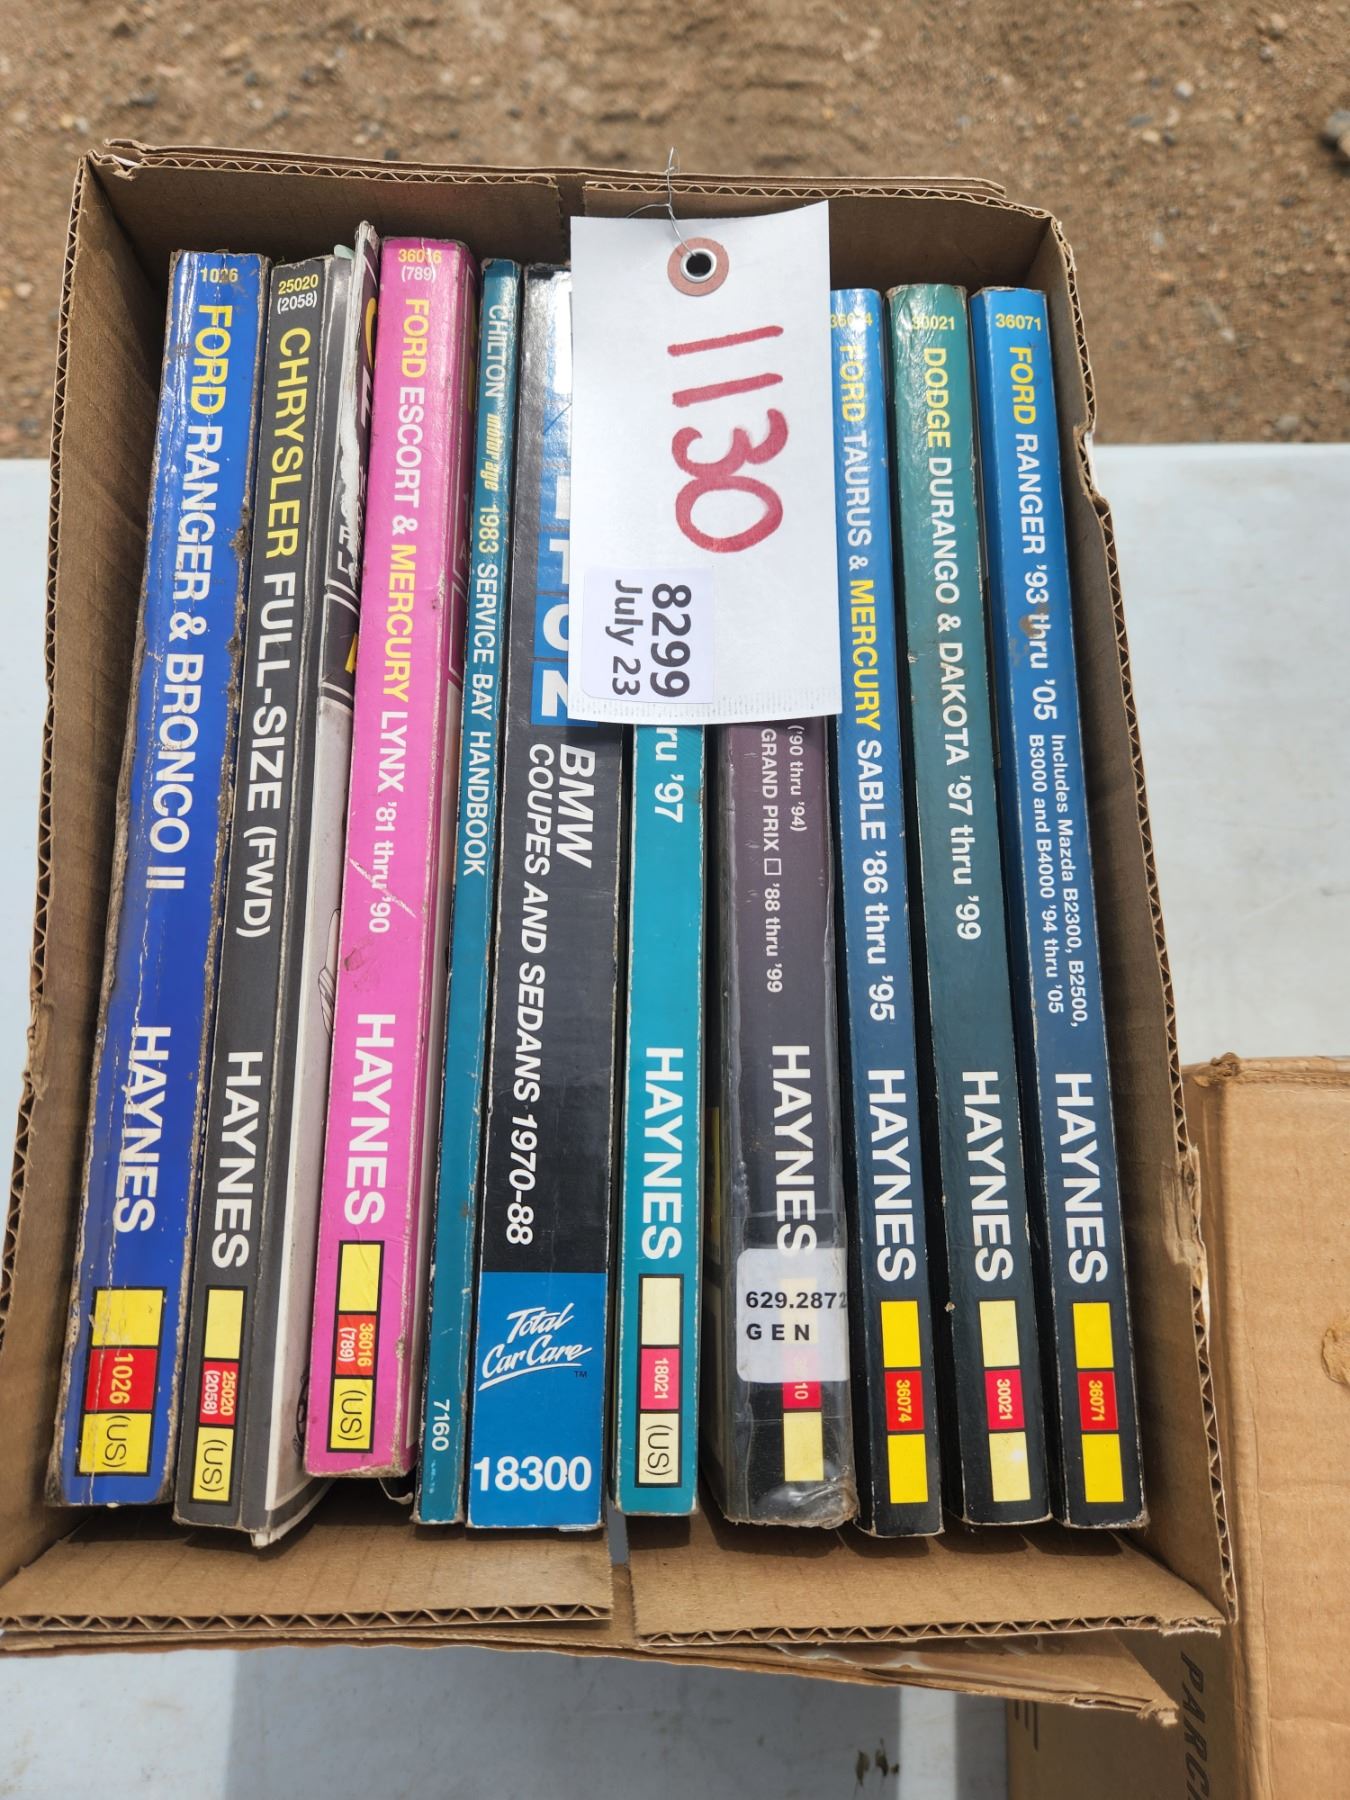 1026
FORD RANGER & BRONCO II
HAYNES
1026
(US)
25020
(2058)
CHRYSLER FULL-SIZE (FWD)
HAYNES
25020
(2058)
(US)
36016
(789)
FORD ESCORT & MERCURY LYNX '81 thru '90
HAYNES
36016
(789)
(US)
CHILTON motor age 1983 SERVICE BAY HANDBOOK
7160
BMW
COUPES AND SEDANS 1970-88
Total
Car Care™
18300
1130
8299
July 23
'97
HAYNES
18021
(US)
('90 thru '94)
GRAND PRIX □ '88 thru '99
HAYNES
629.2872
GEN
FORD TAURUS & MERCURY SABLE '86 thru '95
HAYNES
36074
30021
DODGE DURANGO & DAKOTA '97 thru '99
HAYNES
30021
36071
FORD RANGER '93 thru '05 Includes Mazda B2300, B2500,
B3000 and B4000 '94 thru '05
HAYNES
36071